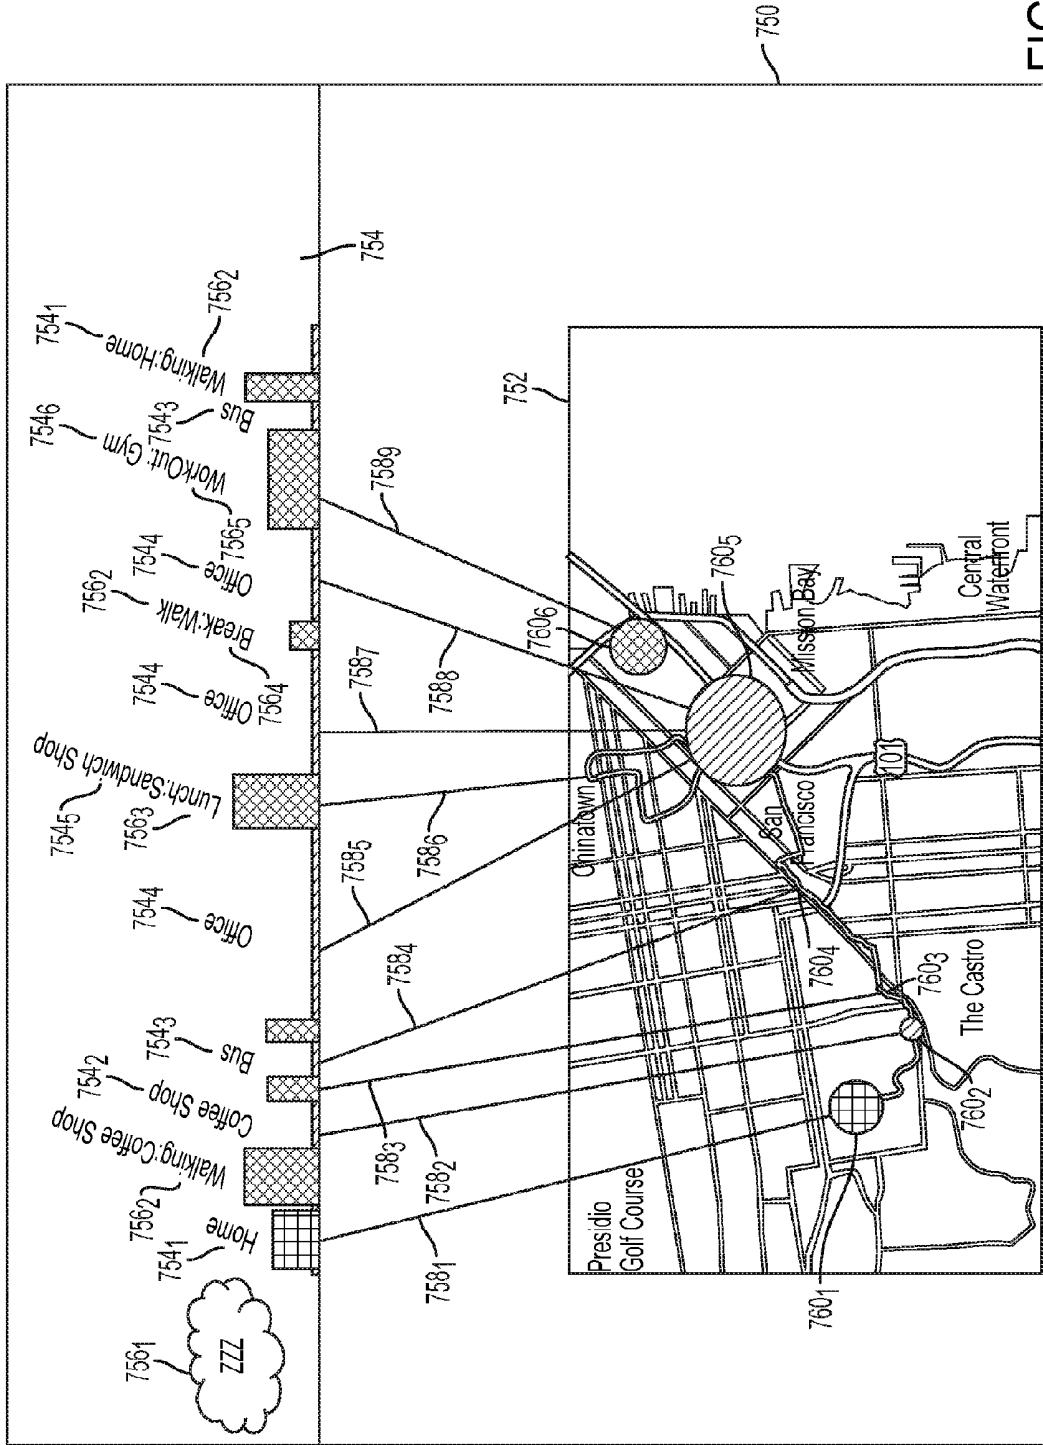 756₁
ZZZ
754₁
Home
756₂
Walking:Coffee Shop
754₂
Coffee Shop
754₃
Bus
754₄
Office
754₅
756₃
Lunch:Sandwich Shop
754₄
Office
756₄
756₂
Break:Walk
754₄
Office
756₅
754₆
WorkOut: Gym
754₃
Bus
754₁
Walking:Home
756₂
754
758₁
758₂
758₃
758₄
758₅
758₆
758₇
758₈
758₉
752
750
Presidio
Golf Course
Chinatown
760₆
760₅
San
Francisco
Mission Bay
101
Central
Waterfront
760₄
760₃
The Castro
760₂
760₁